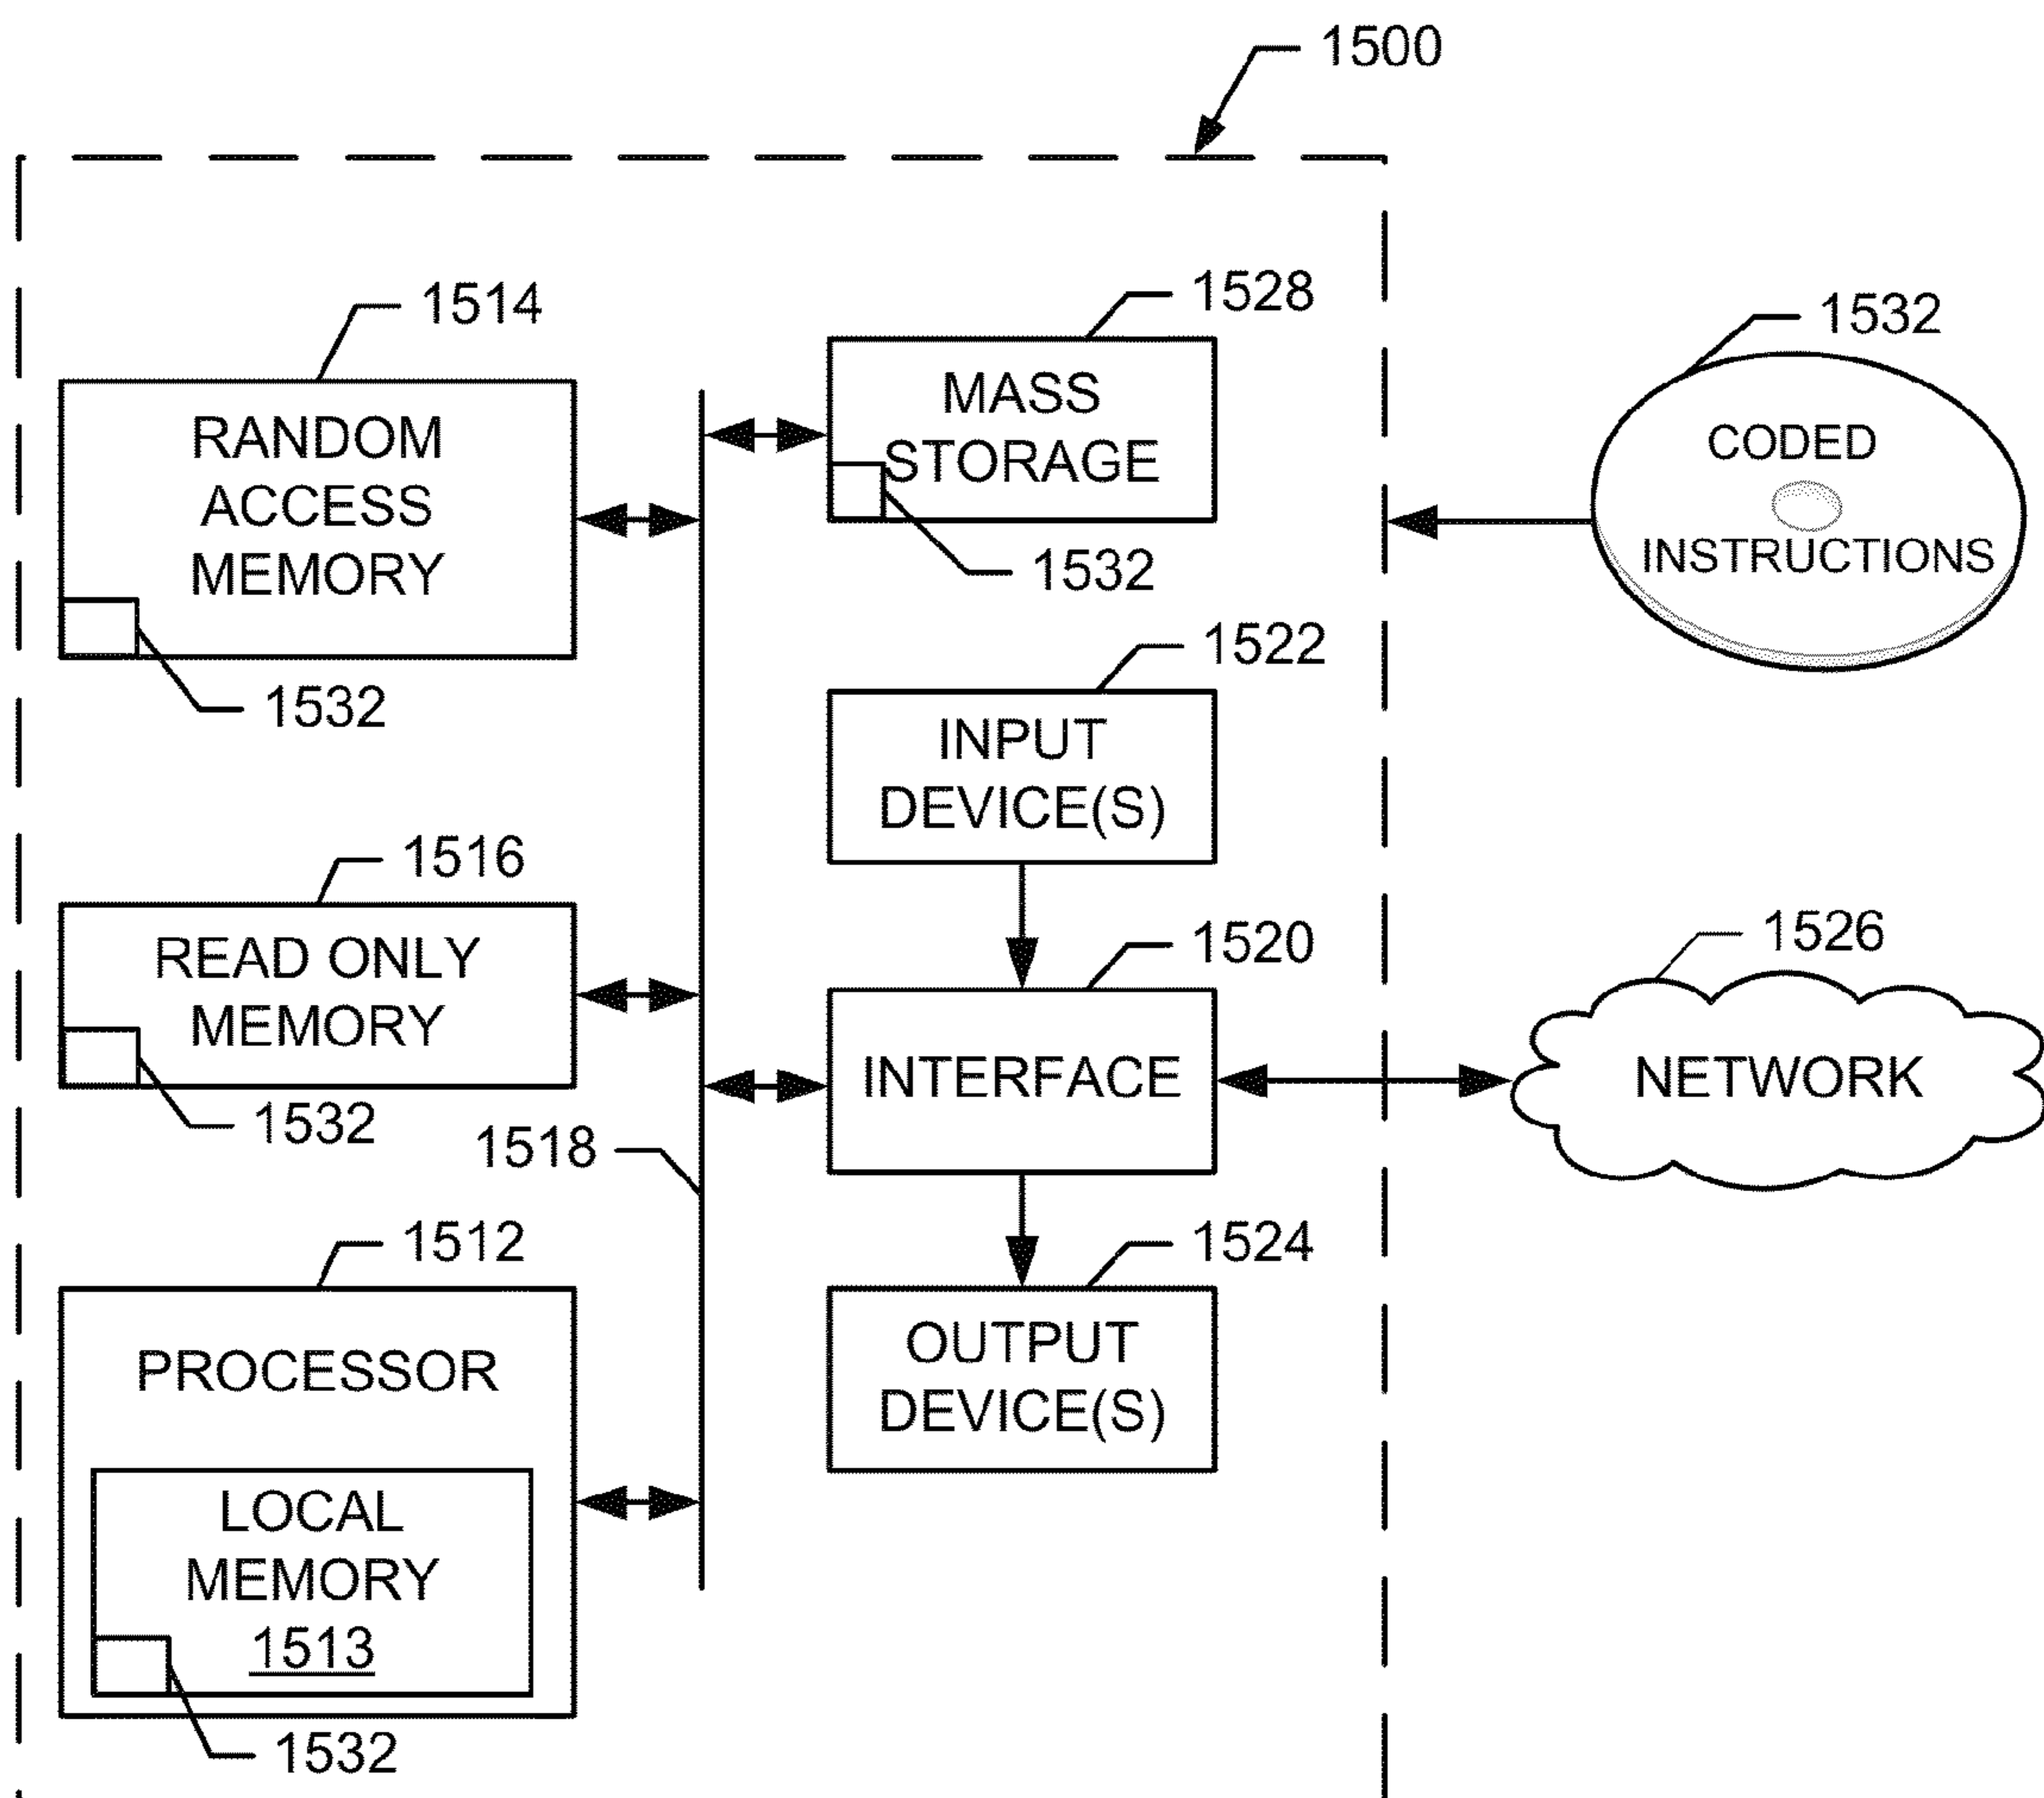 1500
1514
RANDOM
ACCESS
MEMORY
1532
1528
MASS
STORAGE
1532
1532
CODED
INSTRUCTIONS
1522
INPUT
DEVICE(S)
1516
READ ONLY
MEMORY
1532
1518
1520
INTERFACE
1526
NETWORK
1512
PROCESSOR
LOCAL
MEMORY
1513
1532
1524
OUTPUT
DEVICE(S)